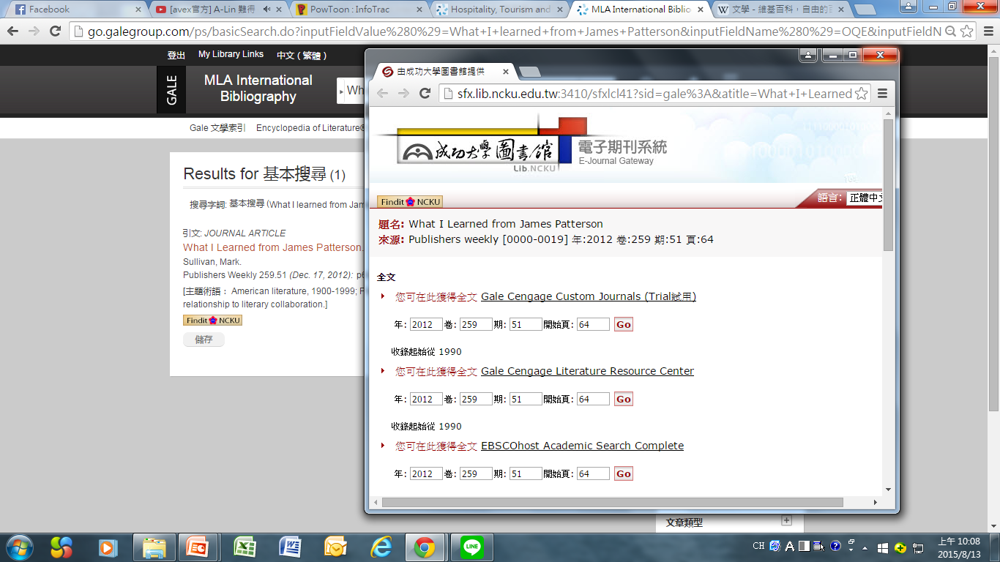 Facebook
[avex官方] A-Lin 難得
PowToon : InfoTrac
Hospitality, Tourism and
MLA International Biblio
文學 - 維基百科，自由的百
go.galegroup.com/ps/basicSearch.do?inputFieldValue%280%29=What+I+learned+from+James+Patterson&inputFieldName%280%29=OQE&inputFieldN
登出 My Library Links 中文 ( 繁體 )
GALE
MLA International
Bibliography
Wh
Gale 文學索引 Encyclopedia of Literature®
Results for 基本搜尋 (1)
搜尋字詞: 基本搜尋 (What I learned from Jam
引文: JOURNAL ARTICLE
What I Learned from James Patterson.
Sullivan, Mark.
Publishers Weekly 259.51 (Dec. 17, 2012): p6
[主題術語： American literature, 1900-1999;
relationship to literary collaboration.]
Findit NCKU
儲存
由成功大學圖書館提供
sfx.lib.ncku.edu.tw:3410/sfxlcl41?sid=gale%3A&atitle=What+I+Learned
成功大學圖書館
Lib.NCKU
電子期刊系統
E-Journal Gateway
Findit NCKU
語言: 正體中文
題名: What I Learned from James Patterson
來源: Publishers weekly [0000-0019] 年:2012 卷:259 期:51 頁:64
全文
您可在此獲得全文 Gale Cengage Custom Journals (Trial試用)
年: 2012 卷: 259 期: 51 開始頁: 64 Go
收錄起始從 1990
您可在此獲得全文 Gale Cengage Literature Resource Center
年: 2012 卷: 259 期: 51 開始頁: 64 Go
收錄起始從 1990
您可在此獲得全文 EBSCOhost Academic Search Complete
年: 2012 卷: 259 期: 51 開始頁: 64 Go
文章類型
LINE
CH
上午 10:08
2015/8/13